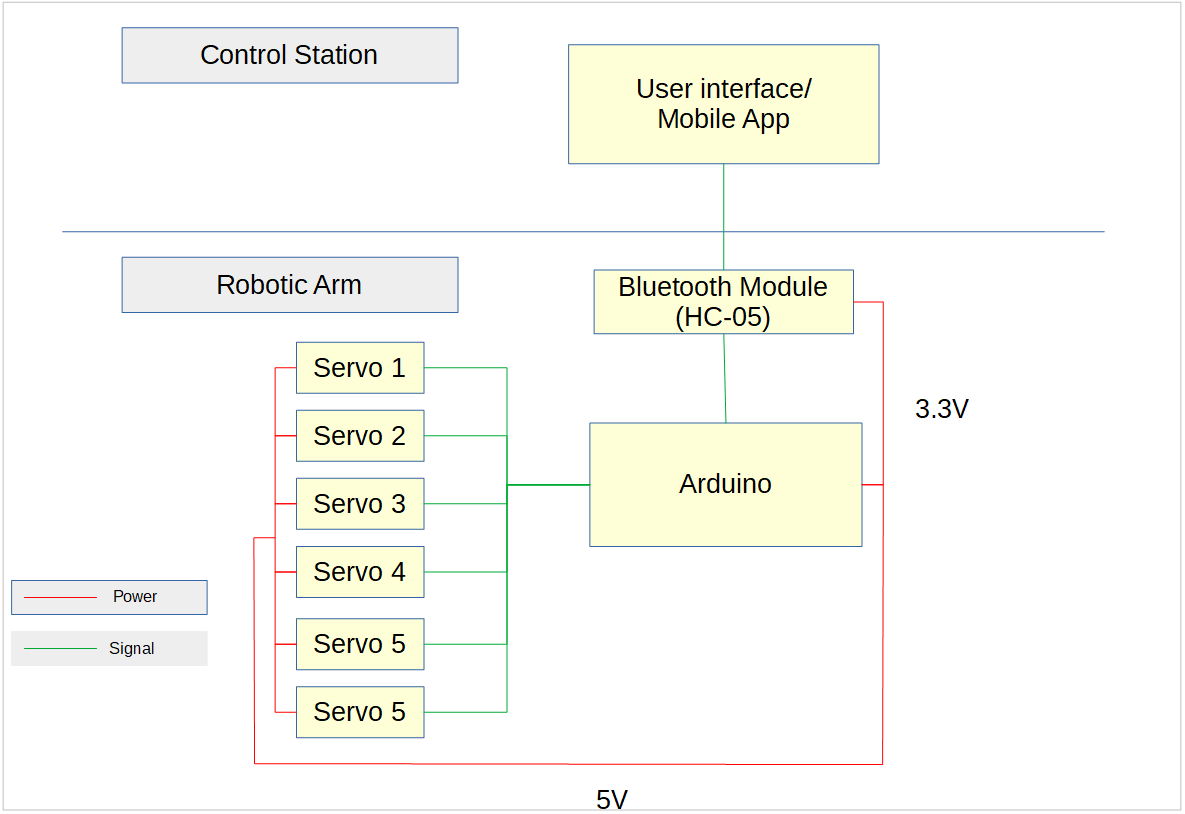 Control Station
User interface/
Mobile App
Robotic Arm
Bluetooth Module
(HC-05)
Servo 1
Servo 2
Servo 3
Servo 4
Servo 5
Servo 5
Arduino
3.3V
Power
Signal
5V